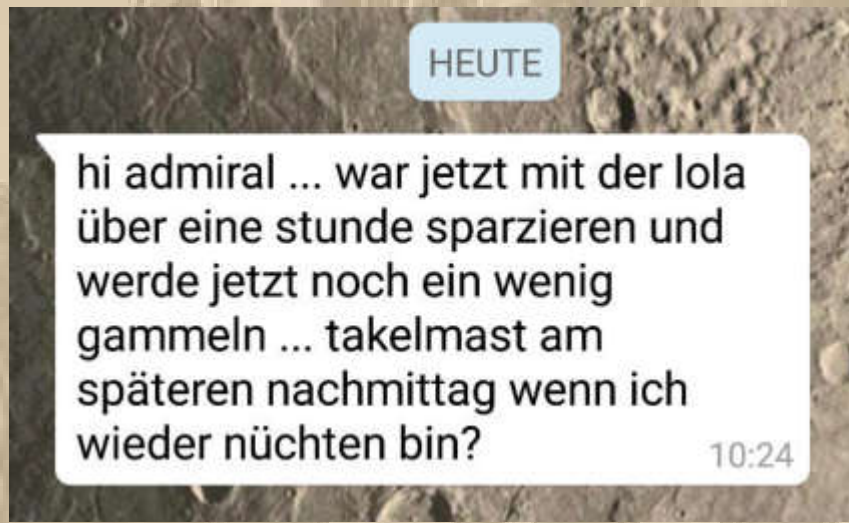 HEUTE
hi admiral ... war jetzt mit der lola
über eine stunde sparzieren und
werde jetzt noch ein wenig
gammeln ... takelmast am
späteren nachmittag wenn ich
wieder nüchten bin?
10:24